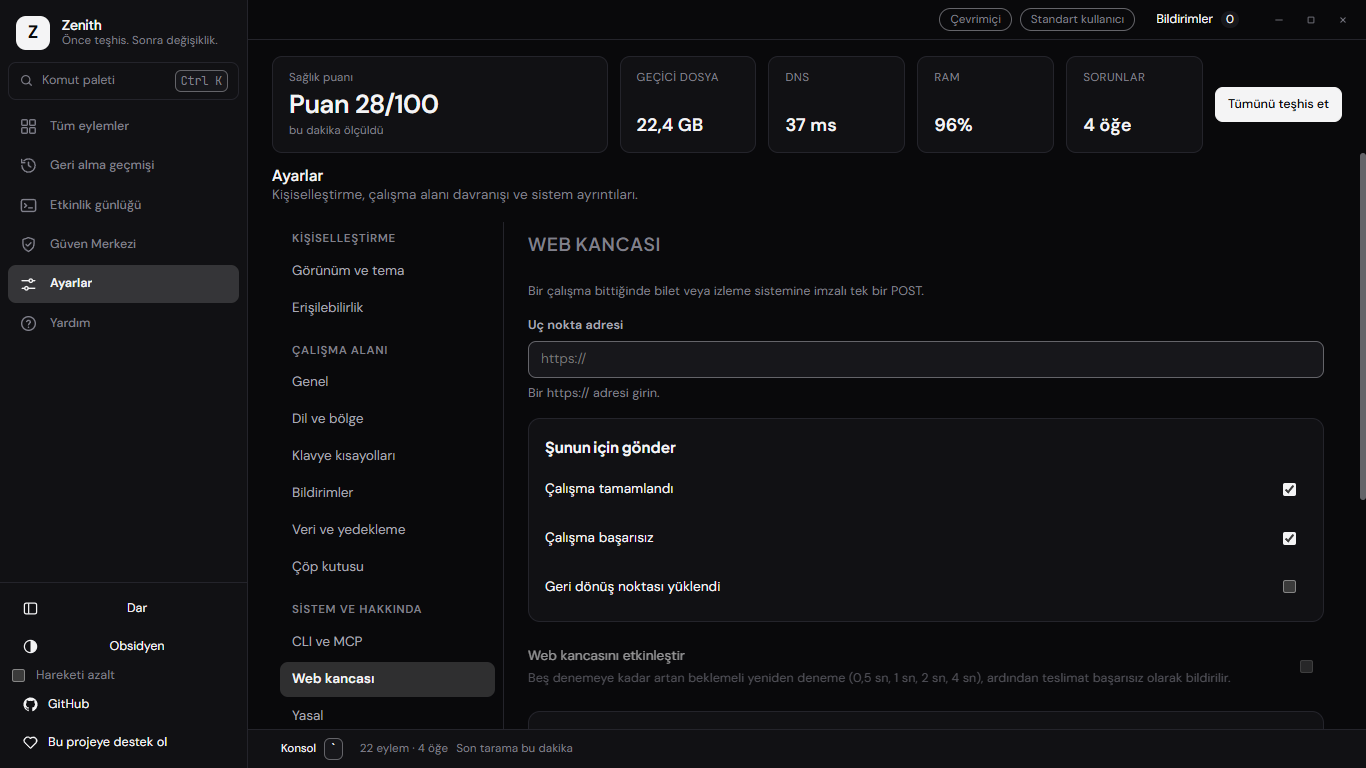 Z
Zenith
Önce teşhis. Sonra değişiklik.
Komut paleti
Ctrl K
Tüm eylemler
Geri alma geçmişi
Etkinlik günlüğü
Güven Merkezi
Ayarlar
Yardım
Dar
Obsidyen
Hareketi azalt
GitHub
Bu projeye destek ol
Çevrimiçi
Standart kullanıcı
Bildirimler 0
Sağlık puanı
Puan 28/100
bu dakika ölçüldü
GEÇİCİ DOSYA
22,4 GB
DNS
37 ms
RAM
96%
SORUNLAR
4 öğe
Tümünü teşhis et
Ayarlar
Kişiselleştirme, çalışma alanı davranışı ve sistem ayrıntıları.
KİŞİSELLEŞTİRME
Görünüm ve tema
Erişilebilirlik
ÇALIŞMA ALANI
Genel
Dil ve bölge
Klavye kısayolları
Bildirimler
Veri ve yedekleme
Çöp kutusu
SİSTEM VE HAKKINDA
CLI ve MCP
Web kancası
Yasal
WEB KANCASI
Bir çalışma bittiğinde bilet veya izleme sistemine imzalı tek bir POST.
Uç nokta adresi
https://
Bir https:// adresi girin.
Şunun için gönder
Çalışma tamamlandı
Çalışma başarısız
Geri dönüş noktası yüklendi
Web kancasını etkinleştir
Beş denemeye kadar artan beklemeli yeniden deneme (0,5 sn, 1 sn, 2 sn, 4 sn), ardından teslimat başarısız olarak bildirilir.
Konsol `
22 eylem · 4 öğe Son tarama bu dakika